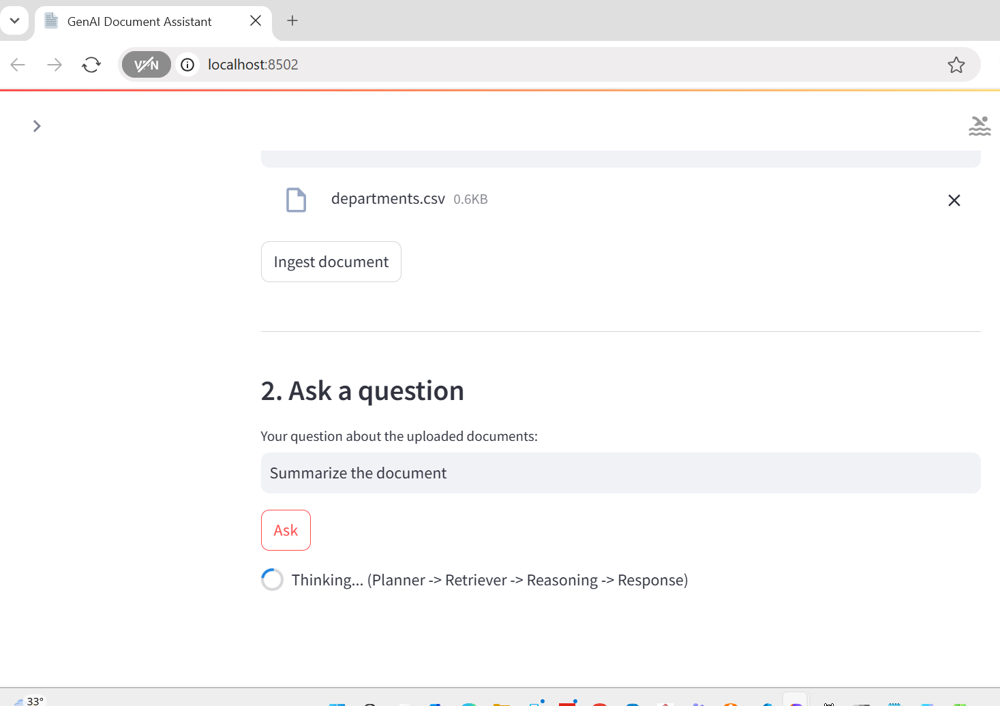 GenAI Document Assistant
VPN
localhost:8502
departments.csv 0.6KB
Ingest document
2. Ask a question
Your question about the uploaded documents:
Summarize the document
Ask
Thinking... (Planner -> Retriever -> Reasoning -> Response)
33°